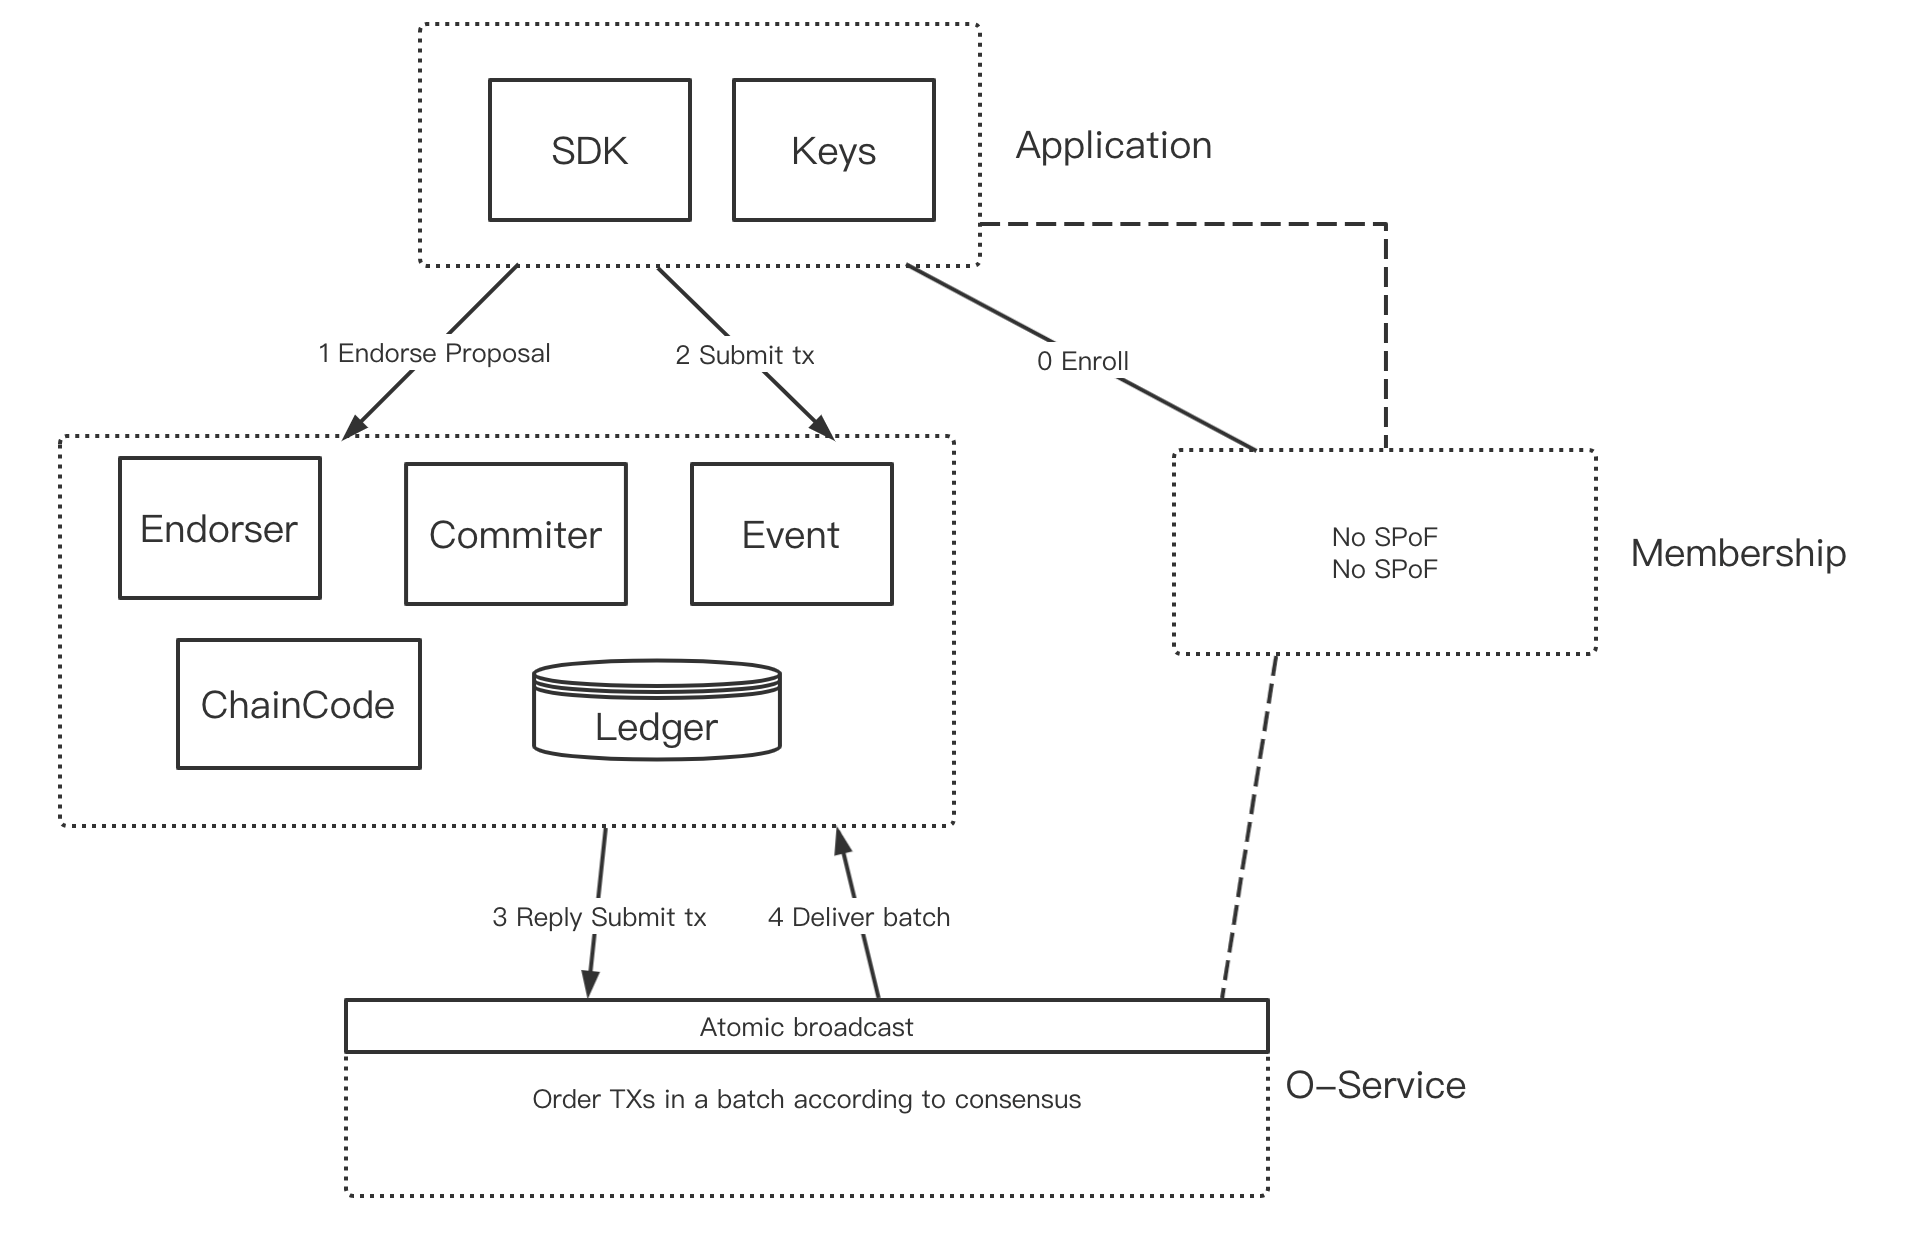 SDK
Keys
Application
1 Endorse Proposal
2 Submit tx
0 Enroll
Endorser
Commiter
Event
No SPoF
No SPoF
Membership
ChainCode
Ledger
3 Reply Submit tx
4 Deliver batch
Atomic broadcast
Order TXs in a batch according to consensus
O-Service